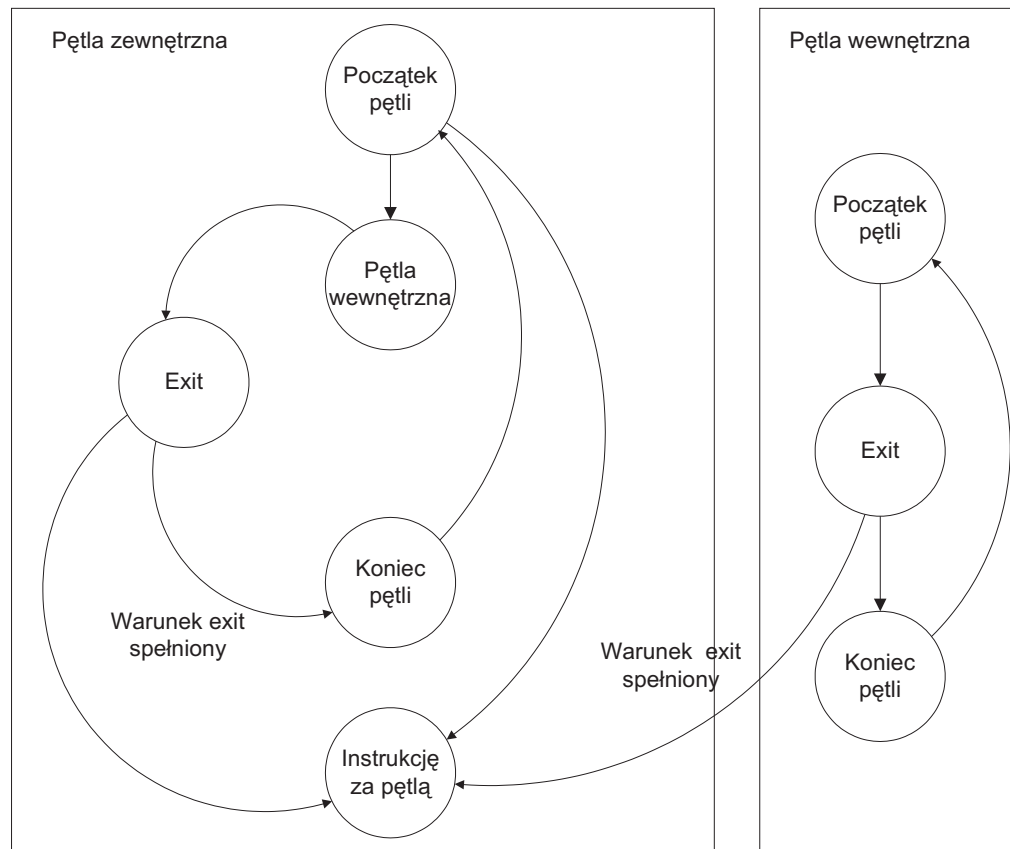 Pętla zewnętrzna
Początek
pętli
Pętla
wewnętrzna
Exit
Koniec
pętli
Warunek exit
spełniony
Instrukcję
za pętlą
Warunek exit
spełniony
Pętla wewnętrzna
Początek
pętli
Exit
Koniec
pętli